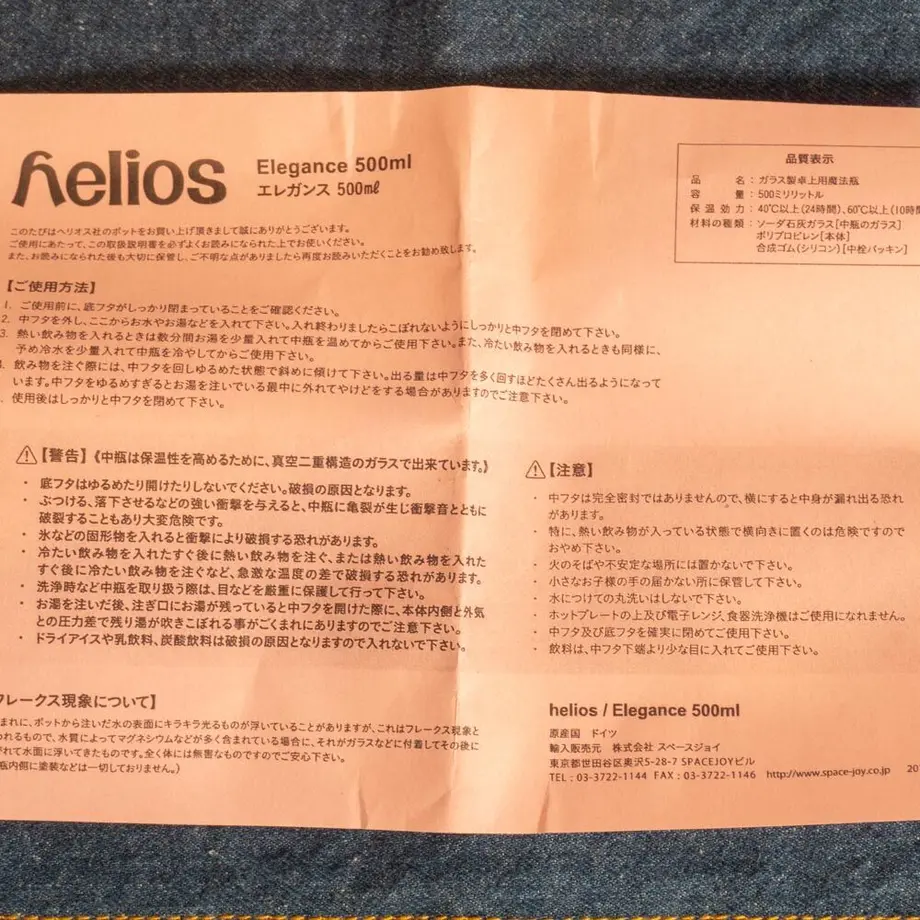 helios
Elegance 500ml
エレガンス 500㎖
このたびはヘリオス社のポットをお買い上げ頂きまして誠にありがとうございます。
ご使用にあたって、この取扱説明書を必ずよくお読みになられた上でお使いください。
また、お読みになられた後も大切に保管し、ご不明な点がありましたら再度お読みいただくことをお勧め致します。
品質表示
品 名：ガラス製卓上用魔法瓶
容 量：500ミリリットル
保温効力：40℃以上(24時間)、60℃以上(10時間
材料の種類：ソーダ石灰ガラス[中瓶のガラス]
ポリプロピレン[本体]
合成ゴム(シリコン)[中栓パッキン]
【ご使用方法】
1. ご使用前に、底フタがしっかり閉まっていることをご確認ください。
2. 中フタを外し、ここからお水やお湯などを入れて下さい。入れ終わりましたらこぼれないようにしっかりと中フタを閉めて下さい。
3. 熱い飲み物を入れるときは数分間お湯を少量入れて中瓶を温めてからご使用下さい。また、冷たい飲み物を入れるときも同様に、
予め冷水を少量入れて中瓶を冷やしてからご使用下さい。
. 飲み物を注ぐ際には、中フタを回しゆるめた状態で斜めに傾けて下さい。出る量は中フタを多く回すほどたくさん出るようになって
います。中フタをゆるめすぎるとお湯を注いでいる最中に外れてやけどをする場合がありますのでご注意下さい。
. 使用後はしっかりと中フタを閉めて下さい。
⚠【警告】《中瓶は保温性を高めるために、真空二重構造のガラスで出来ています。》
・ 底フタはゆるめたり開けたりしないでください。破損の原因となります。
・ ぶつける、落下させるなどの強い衝撃を与えると、中瓶に亀裂が生じ衝撃音とともに
破裂することもあり大変危険です。
・ 氷などの固形物を入れると衝撃により破損する恐れがあります。
・ 冷たい飲み物を入れたすぐ後に熱い飲み物を注ぐ、または熱い飲み物を入れた
すぐ後に冷たい飲み物を注ぐなど、急激な温度の差で破損する恐れがあります。
・ 洗浄時など中瓶を取り扱う際は、目などを厳重に保護して行って下さい。
・ お湯を注いだ後、注ぎ口にお湯が残っていると中フタを開けた際に、本体内側と外気
との圧力差で残り湯が吹きこぼれる事がごくまれにありますのでご注意下さい。
・ ドライアイスや乳飲料、炭酸飲料は破損の原因となりますので入れないで下さい。
⚠【注意】
・ 中フタは完全密封ではありませんので、横にすると中身が漏れ出る恐れ
があります。
・ 特に、熱い飲み物が入っている状態で横向きに置くのは危険ですので
おやめ下さい。
・ 火のそばや不安定な場所には置かないで下さい。
・ 小さなお子様の手の届かない所に保管して下さい。
・ 水につけての丸洗いはしないで下さい。
・ ホットプレートの上及び電子レンジ、食器洗浄機はご使用になれません。
・ 中フタ及び底フタを確実に閉めてご使用下さい。
・ 飲料は、中フタ下端より少な目に入れてご使用下さい。
フレークス現象について】
まれに、ポットから注いだ水の表面にキラキラ光るものが浮いていることがありますが、これはフレークス現象と
われるもので、水質によってマグネシウムなどが多く含まれている場合に、それがガラスなどに付着してその後に
がれて水面に浮いてきたものです。全く体には無害なものですのでご安心下さい。
瓶内側に塗装などは一切しておりません。)
helios / Elegance 500ml
原産国 ドイツ
輸入販売元 株式会社 スペースジョイ
東京都世田谷区奥沢5-28-7 SPACEJOYビル
TEL：03-3722-1144 FAX：03-3722-1146 http://www.space-joy.co.jp 20